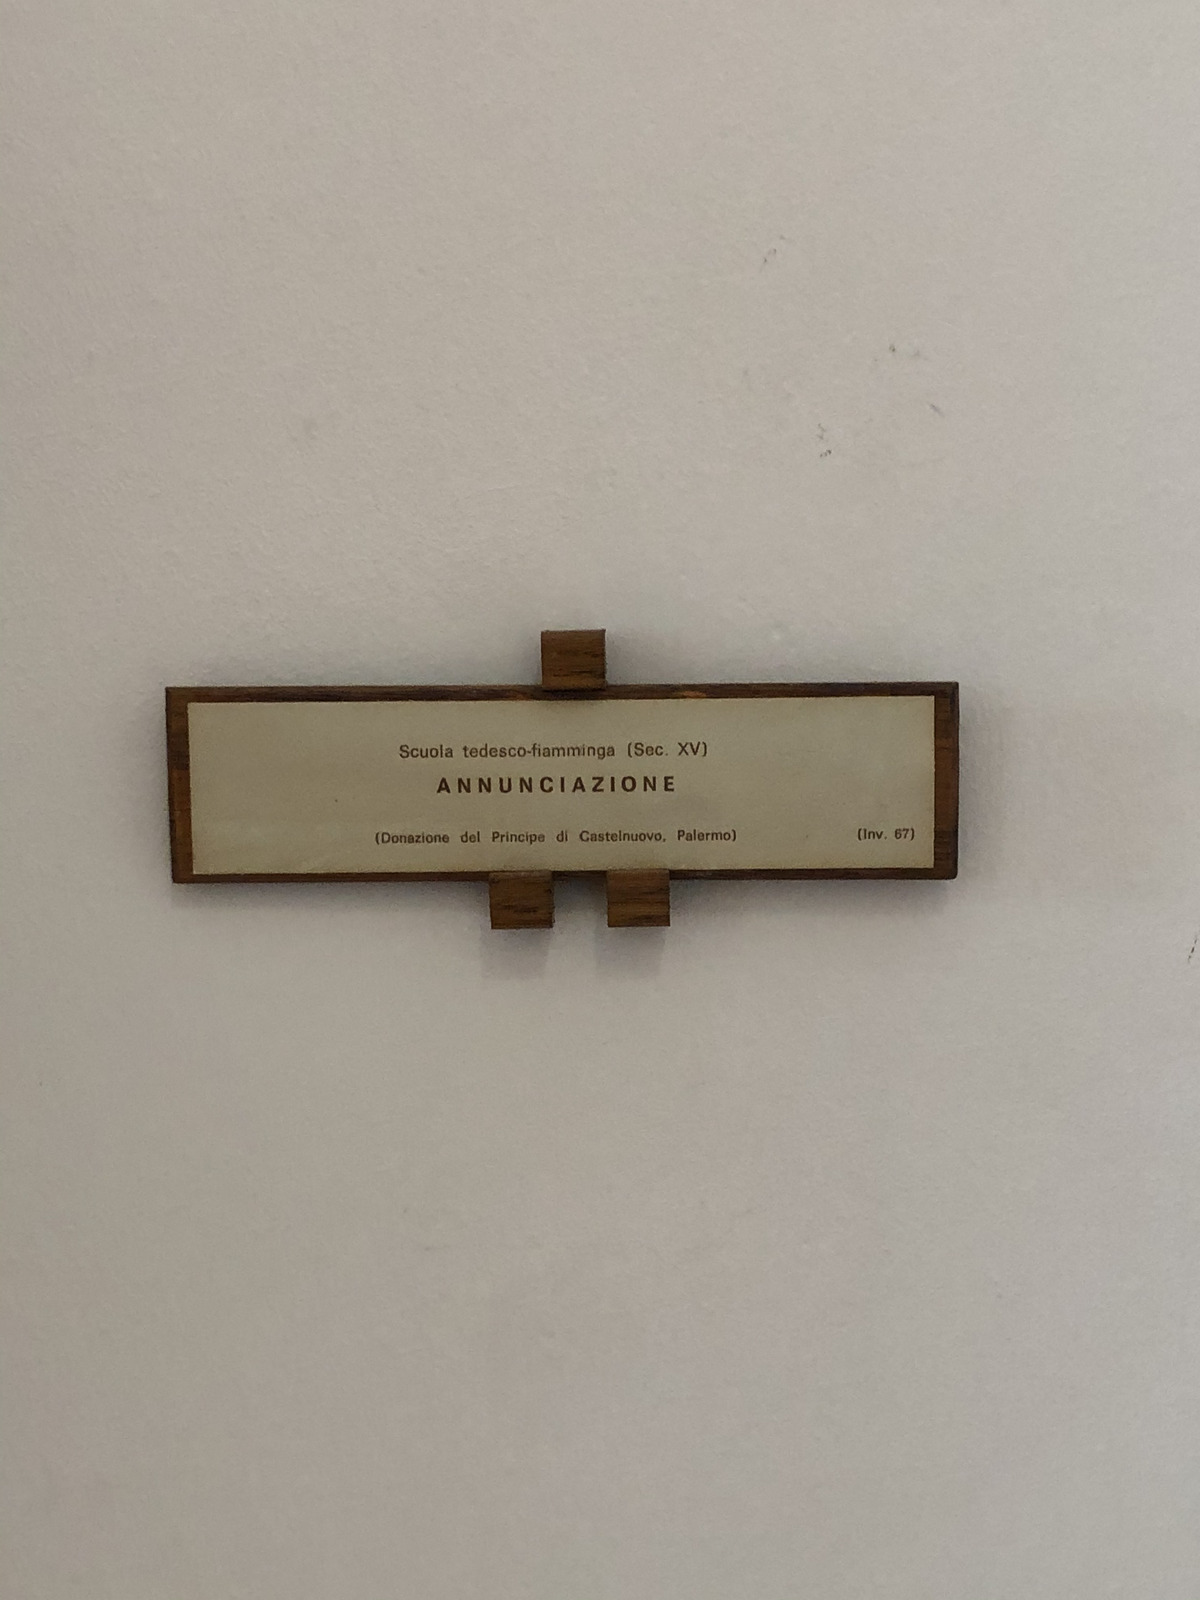 Scuola tedesco-fiamminga (Sec. XV)
ANNUNCIAZIONE
(Donazione del Principe di Castelnuovo, Palermo) (Inv. 67)